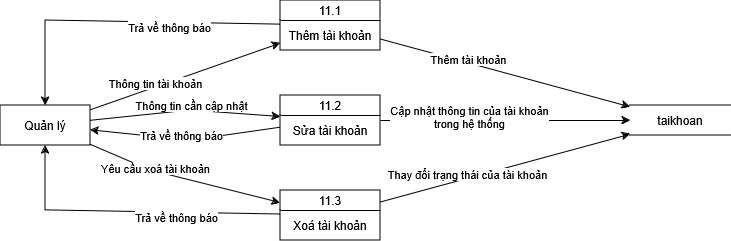 11.1
Trả về thông báo
Thêm tài khoản
Thêm tài khoản
Thông tin tài khoản
Thông tin cần cập nhật
11.2
Cập nhật thông tin của tài khoản
trong hệ thống
Quản lý
taikhoan
Trả về thông báo
Sửa tài khoản
Yêu cầu xoá tài khoản
Thay đổi trạng thái của tài khoản
11.3
Trả về thông báo
Xoá tài khoản